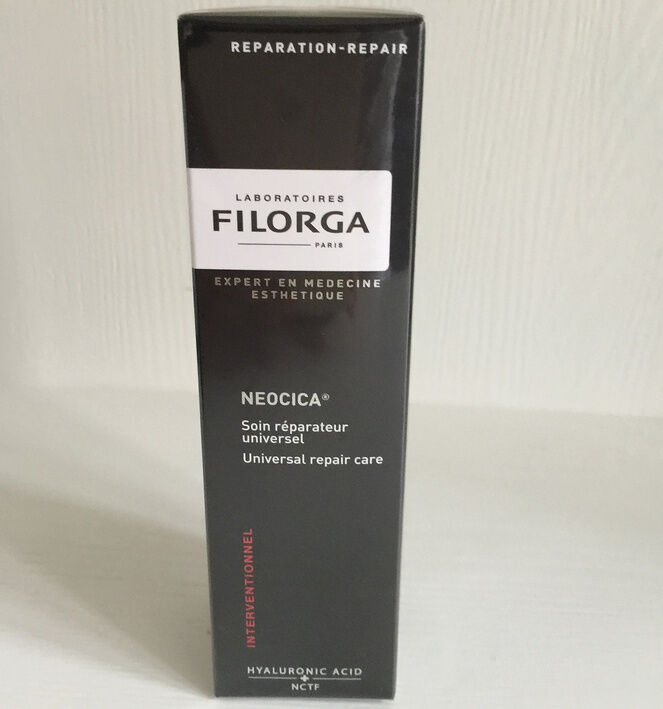 REPARATION-REPAIR
LABORATOIRES
FILORGA
PARIS
EXPERT EN MEDECINE
ESTHETIQUE
NEOCICA®
Soin réparateur
universel
Universal repair care
INTERVENTIONNEL
HYALURONIC ACID
+
NCTF